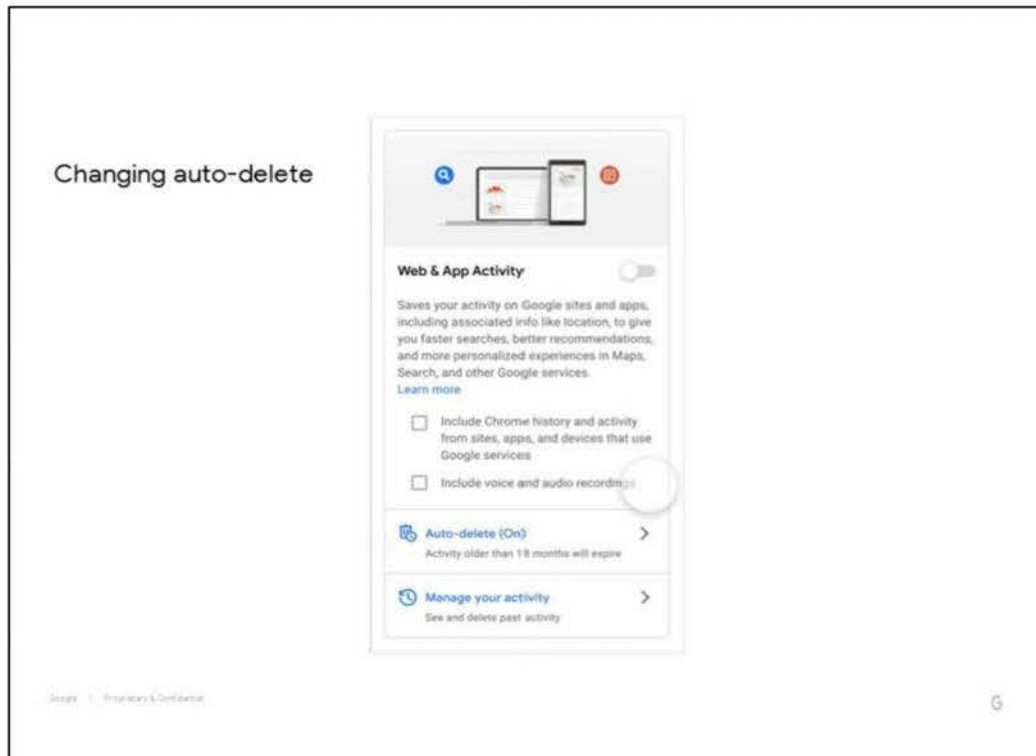 Changing auto-delete
Web & App Activity
Saves your activity on Google sites and apps,
including associated info like location, to give
you faster searches, better recommendations,
and more personalized experiences in Maps,
Search, and other Google services.
Learn more
Include Chrome history and activity
from sites, apps, and devices that use
Google services
Include voice and audio recordings
Auto-delete (On)
Activity older than 18 months will expire
Manage your activity
See and delete past activity
Google | Proprietary & Confidential
G